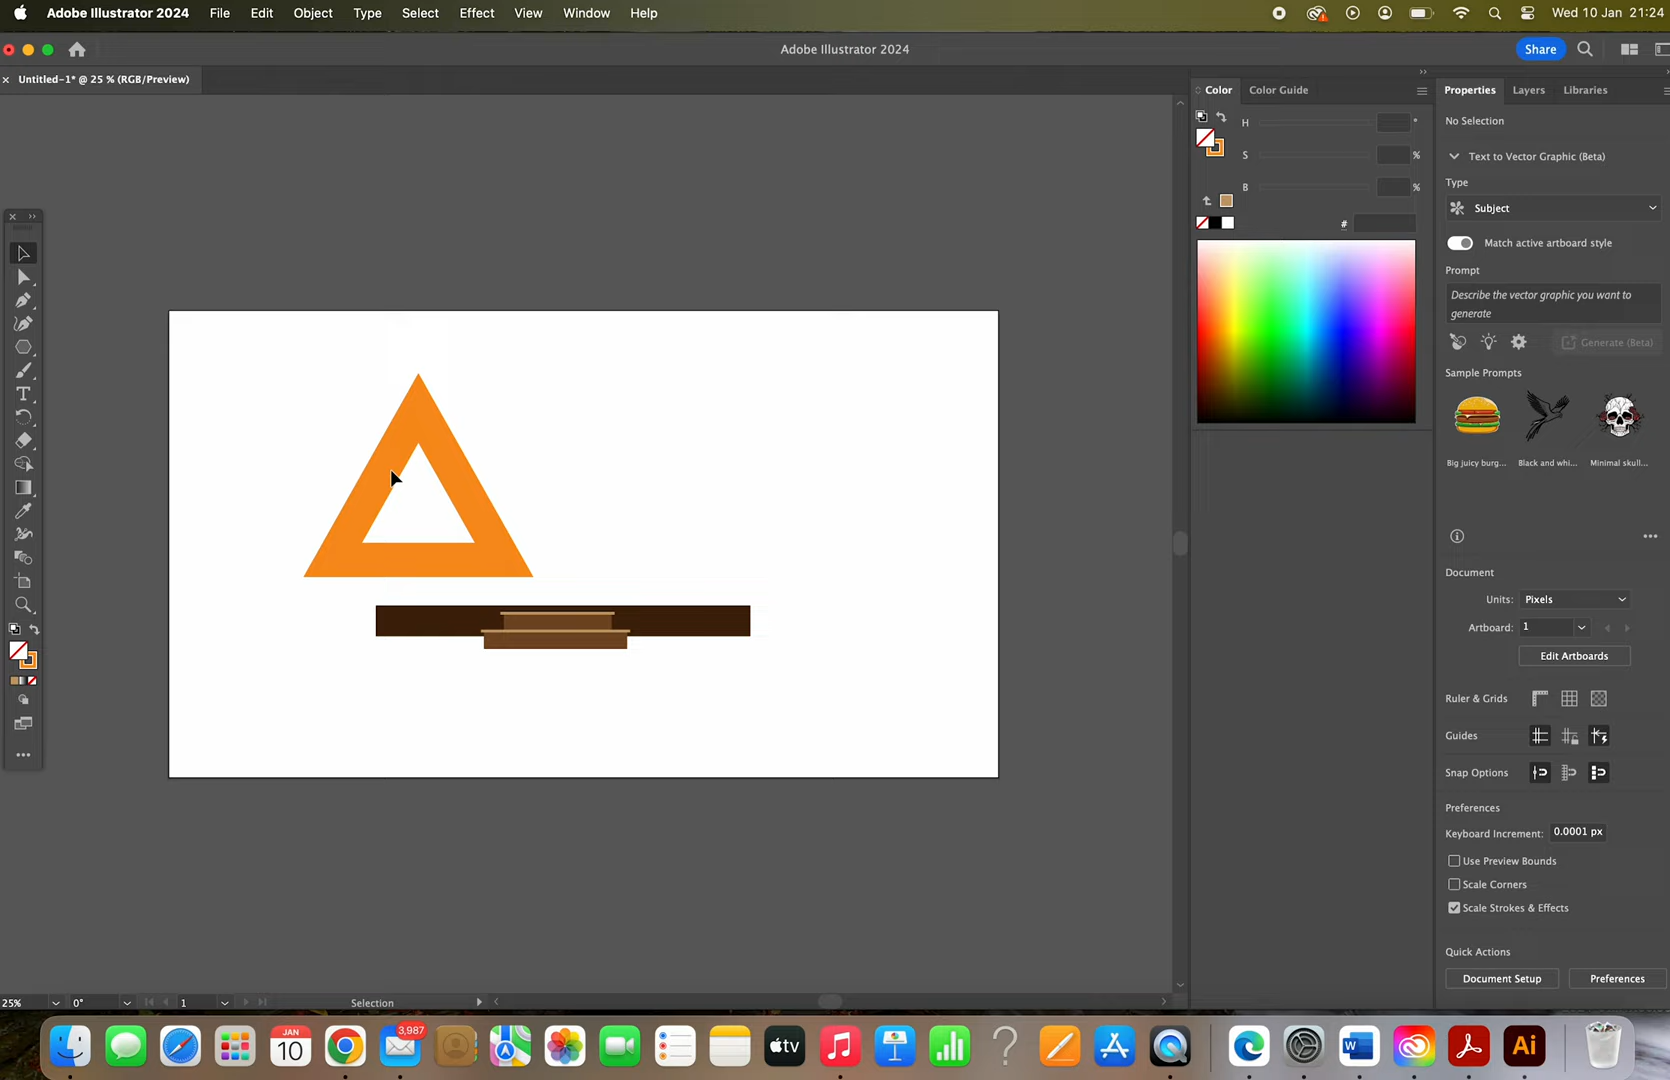 Adobe Illustrator 2024 File Edit Object Type Select Effect View Window Help Wed 10 Jan 21:24
Adobe Illustrator 2024 Share
Untitled-1* @ 25 % (RGB/Preview)
Color Color Guide
H °
S %
B %
#
Properties Layers Libraries
No Selection
Text to Vector Graphic (Beta)
Type
Subject
Match active artboard style
Prompt
Describe the vector graphic you want to
generate
Generate (Beta)
Sample Prompts
Big juicy burg... Black and whi... Minimal skull...
Document
Units: Pixels
Artboard: 1
Edit Artboards
Ruler & Grids
Guides
Snap Options
Preferences
Keyboard Increment: 0.0001 px
Use Preview Bounds
Scale Corners
Scale Strokes & Effects
Quick Actions
Document Setup Preferences
25% 0° 1 Selection
JAN
10
3,987
tv
W
Ai